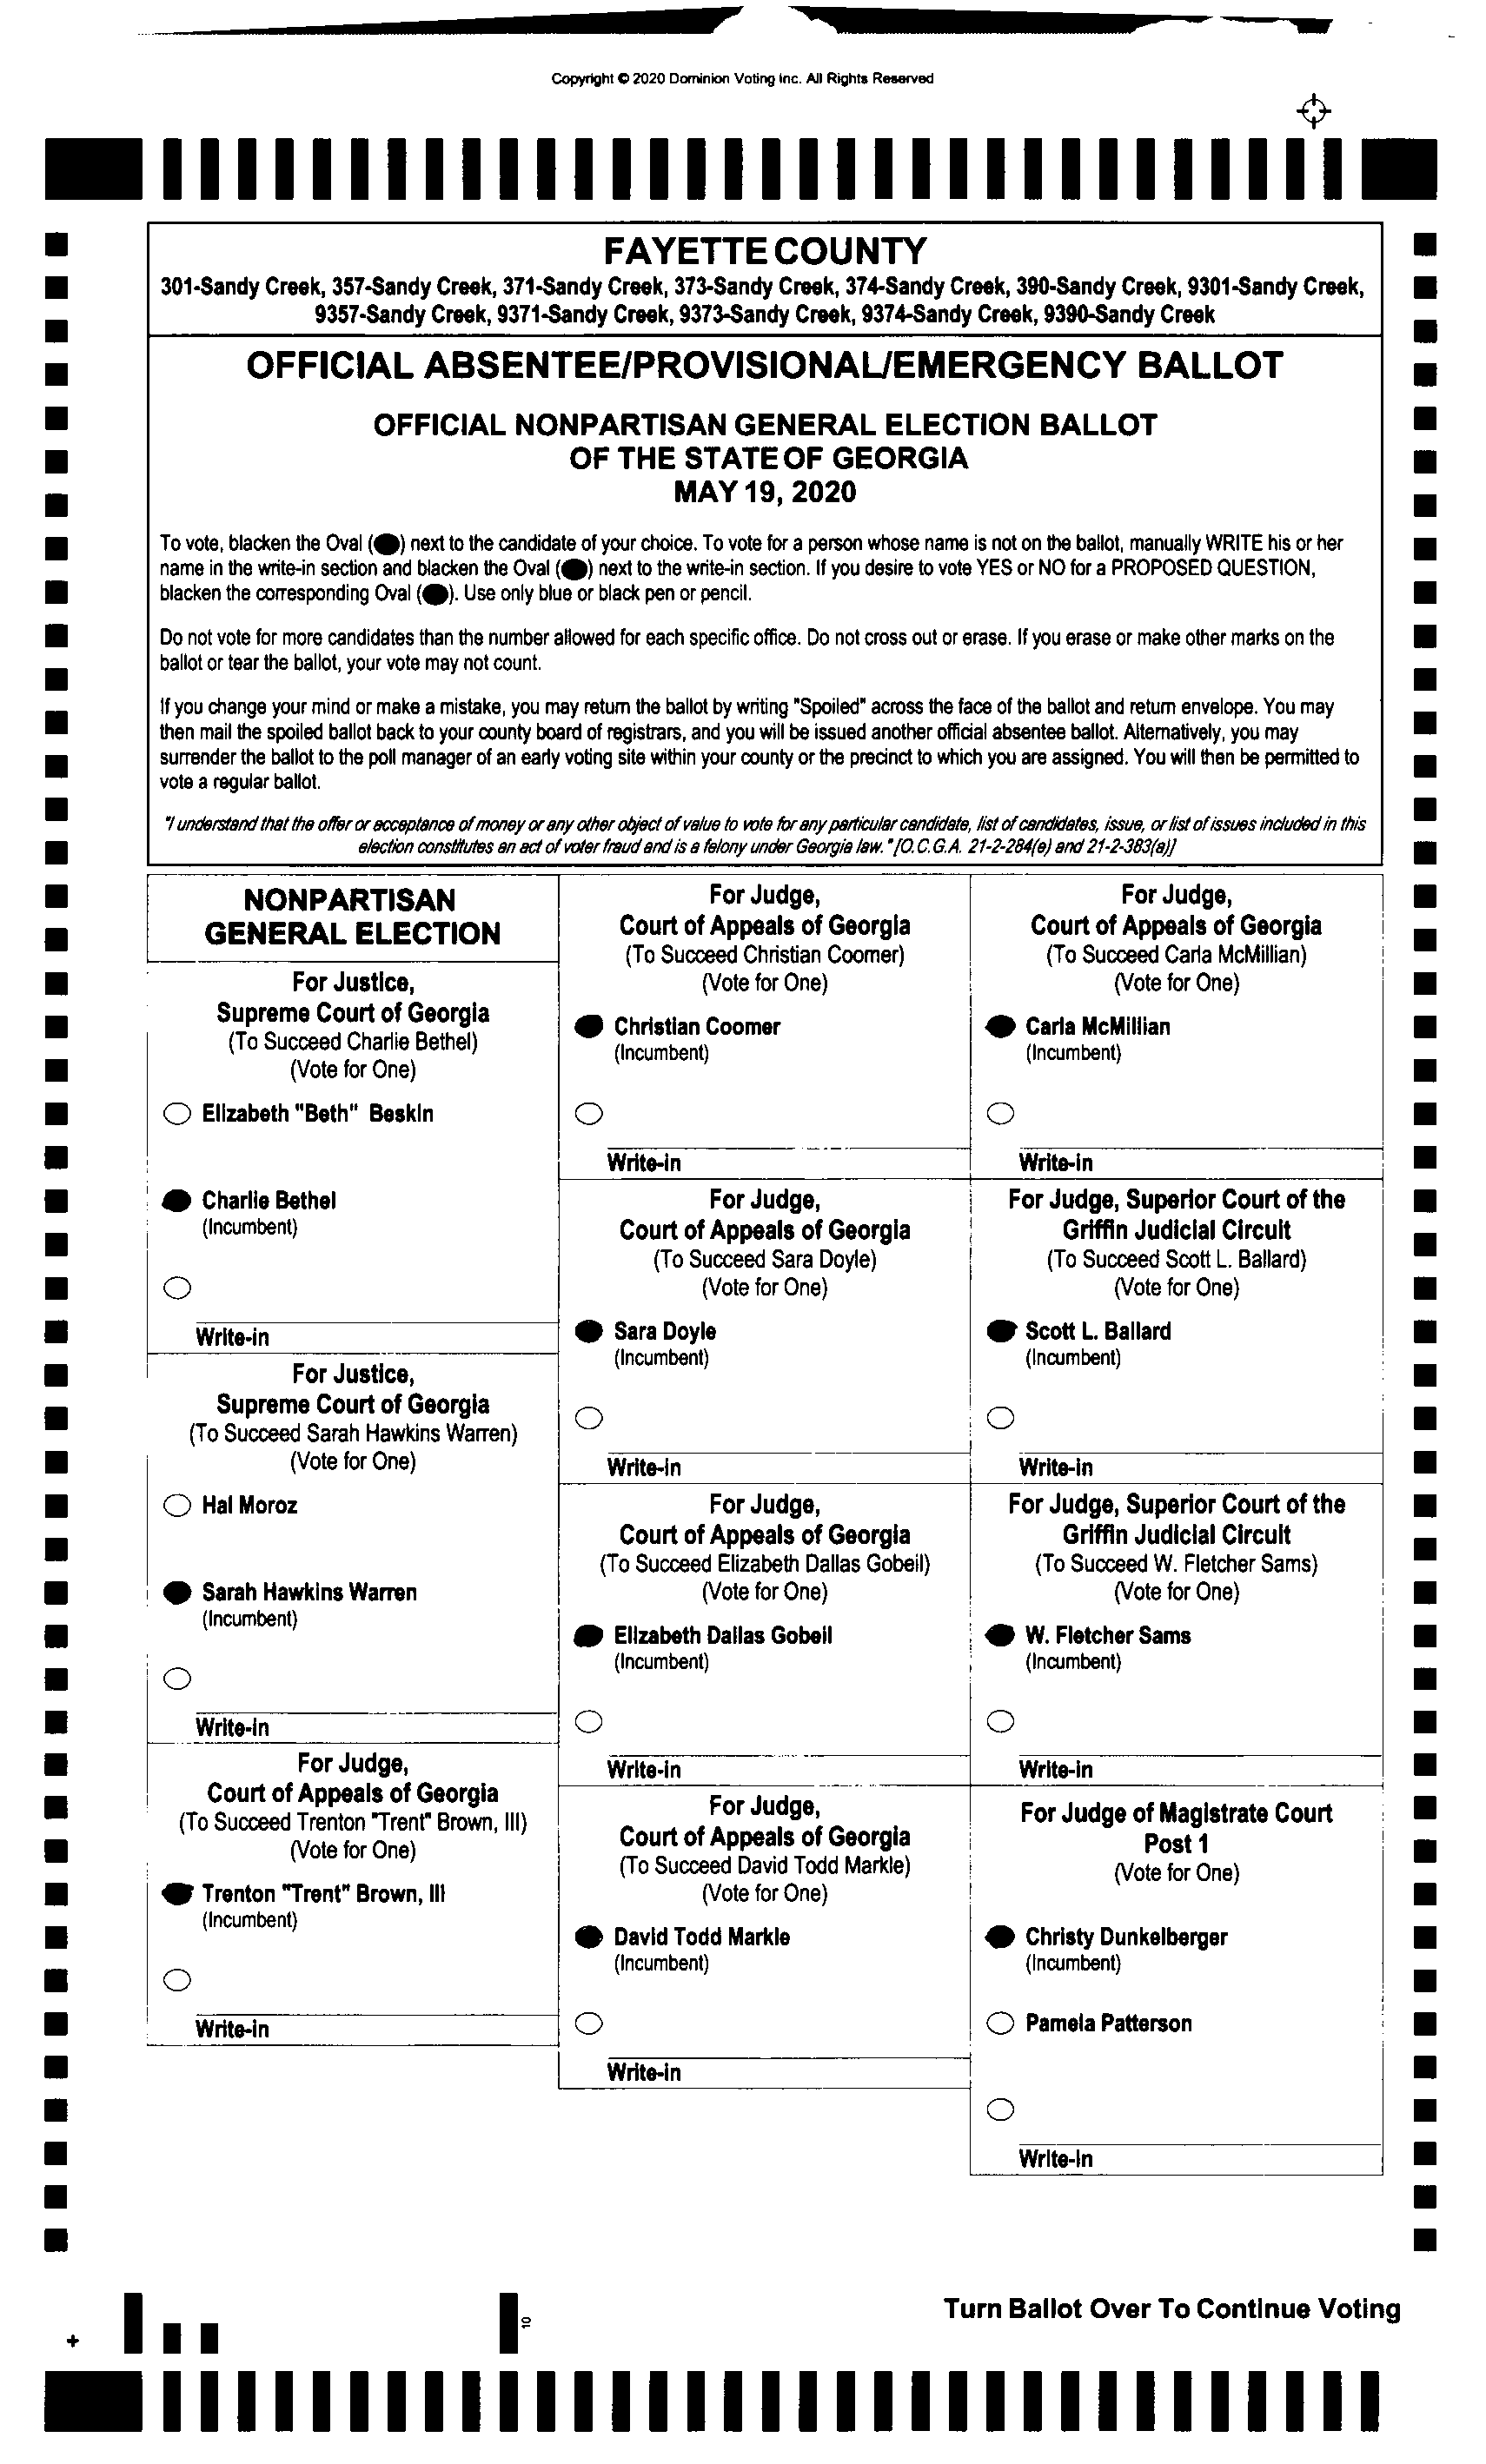 Copyright © 2020 Dominion Voting Inc. All Rights Reserved
FAYETTE COUNTY
301-Sandy Creek, 357-Sandy Creek, 371-Sandy Creek, 373-Sandy Creek, 374-Sandy Creek, 390-Sandy Creek, 9301-Sandy Creek,
9357-Sandy Creek, 9371-Sandy Creek, 9373-Sandy Creek, 9374-Sandy Creek, 9390-Sandy Creek
OFFICIAL ABSENTEE/PROVISIONAL/EMERGENCY BALLOT
OFFICIAL NONPARTISAN GENERAL ELECTION BALLOT
OF THE STATE OF GEORGIA
MAY 19, 2020
To vote, blacken the Oval (●) next to the candidate of your choice. To vote for a person whose name is not on the ballot, manually WRITE his or her
name in the write-in section and blacken the Oval (●) next to the write-in section. If you desire to vote YES or NO for a PROPOSED QUESTION,
blacken the corresponding Oval (●). Use only blue or black pen or pencil.
Do not vote for more candidates than the number allowed for each specific office. Do not cross out or erase. If you erase or make other marks on the
ballot or tear the ballot, your vote may not count.
If you change your mind or make a mistake, you may return the ballot by writing "Spoiled" across the face of the ballot and return envelope. You may
then mail the spoiled ballot back to your county board of registrars, and you will be issued another official absentee ballot. Alternatively, you may
surrender the ballot to the poll manager of an early voting site within your county or the precinct to which you are assigned. You will then be permitted to
vote a regular ballot.
"I understand that the offer or acceptance of money or any other object of value to vote for any particular candidate, list of candidates, issue, or list of issues included in this
election constitutes an act of voter fraud and is a felony under Georgia law." [O.C.G.A. 21-2-284(e) and 21-2-383(a)]
NONPARTISAN
GENERAL ELECTION
For Justice,
Supreme Court of Georgia
(To Succeed Charlie Bethel)
(Vote for One)
Elizabeth "Beth" Beskin
Charlie Bethel
(Incumbent)
Write-in
For Justice,
Supreme Court of Georgia
(To Succeed Sarah Hawkins Warren)
(Vote for One)
Hal Moroz
Sarah Hawkins Warren
(Incumbent)
Write-in
For Judge,
Court of Appeals of Georgia
(To Succeed Trenton "Trent" Brown, III)
(Vote for One)
Trenton "Trent" Brown, III
(Incumbent)
Write-in
For Judge,
Court of Appeals of Georgia
(To Succeed Christian Coomer)
(Vote for One)
Christian Coomer
(Incumbent)
Write-in
For Judge,
Court of Appeals of Georgia
(To Succeed Sara Doyle)
(Vote for One)
Sara Doyle
(Incumbent)
Write-in
For Judge,
Court of Appeals of Georgia
(To Succeed Elizabeth Dallas Gobeil)
(Vote for One)
Elizabeth Dallas Gobeil
(Incumbent)
Write-in
For Judge,
Court of Appeals of Georgia
(To Succeed David Todd Markle)
(Vote for One)
David Todd Markle
(Incumbent)
Write-in
For Judge,
Court of Appeals of Georgia
(To Succeed Carla McMillian)
(Vote for One)
Carla McMillian
(Incumbent)
Write-in
For Judge, Superior Court of the
Griffin Judicial Circuit
(To Succeed Scott L. Ballard)
(Vote for One)
Scott L. Ballard
(Incumbent)
Write-in
For Judge, Superior Court of the
Griffin Judicial Circuit
(To Succeed W. Fletcher Sams)
(Vote for One)
W. Fletcher Sams
(Incumbent)
Write-in
For Judge of Magistrate Court
Post 1
(Vote for One)
Christy Dunkelberger
(Incumbent)
Pamela Patterson
Write-in
Turn Ballot Over To Continue Voting
10
+